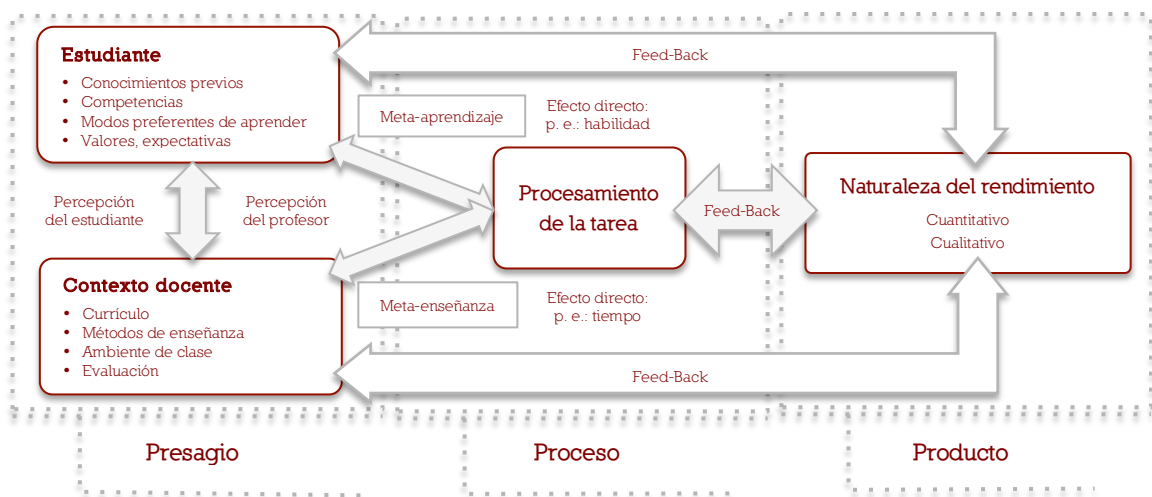 Estudiante
• Conocimientos previos
• Competencias
• Modos preferentes de aprender
• Valores, expectativas
Feed-Back
Meta-aprendizaje
Efecto directo:
p. e.: habilidad
Percepción
del estudiante
Percepción
del profesor
Procesamiento
de la tarea
Feed-Back
Naturaleza del rendimiento
Cuantitativo
Cualitativo
Contexto docente
• Currículo
• Métodos de enseñanza
• Ambiente de clase
• Evaluación
Meta-enseñanza
Efecto directo:
p. e.: tiempo
Feed-Back
Presagio
Proceso
Producto